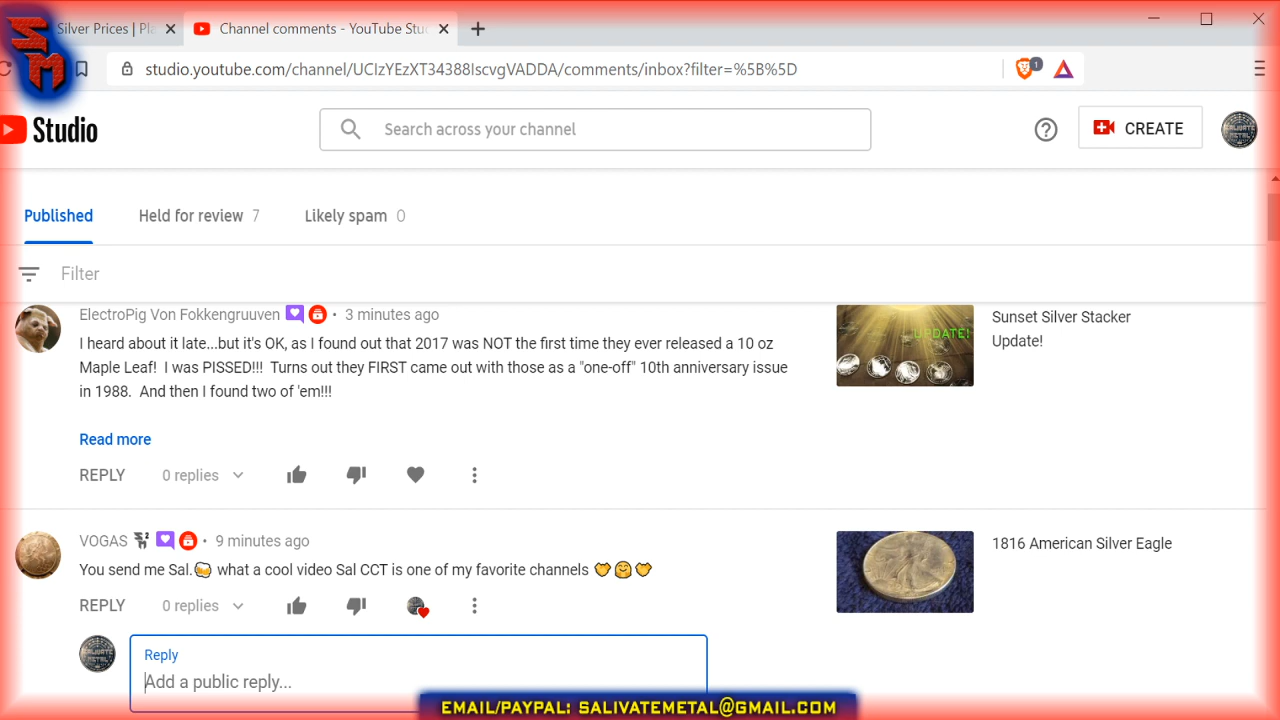 SM
Silver Prices | Pla
Channel comments - YouTube Stu
studio.youtube.com/channel/UCIzYEzXT34388IscvgVADDA/comments/inbox?filter=%5B%5D
1
Studio
Search across your channel
CREATE
Published
Held for review 7
Likely spam 0
Filter
ElectroPig Von Fokkengruuven • 3 minutes ago
I heard about it late...but it's OK, as I found out that 2017 was NOT the first time they ever released a 10 oz
Maple Leaf! I was PISSED!!! Turns out they FIRST came out with those as a "one-off" 10th anniversary issue
in 1988. And then I found two of 'em!!!
Read more
REPLY 0 replies
UPDATE!
Sunset Silver Stacker
Update!
VOGAS • 9 minutes ago
You send me Sal.🍻 what a cool video Sal CCT is one of my favorite channels 💛🤗💛
REPLY 0 replies
1816 American Silver Eagle
SALIVATE METAL
Reply
Add a public reply...
EMAIL/PAYPAL: SALIVATEMETAL@GMAIL.COM